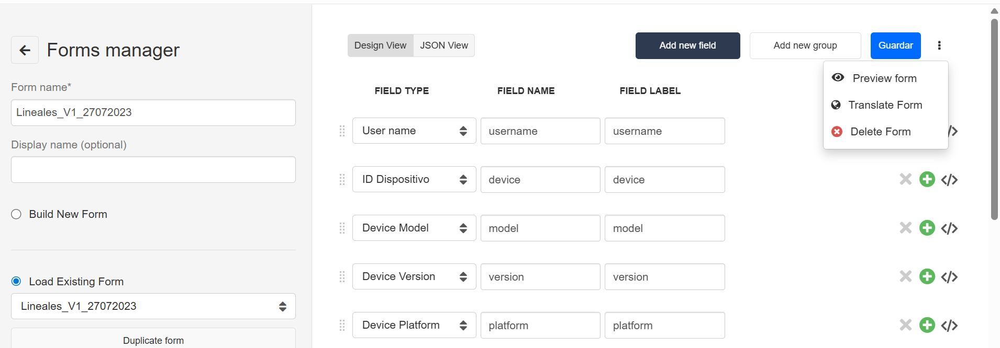 Forms manager
Form name*
Lineales_V1_27072023
Display name (optional)
Build New Form
Load Existing Form
Lineales_V1_27072023
Duplicate form
Design View JSON View
Add new field Add new group Guardar
Preview form
Translate Form
Delete Form
FIELD TYPE FIELD NAME FIELD LABEL
User name username username
ID Dispositivo device device
Device Model model model
Device Version version version
Device Platform platform platform